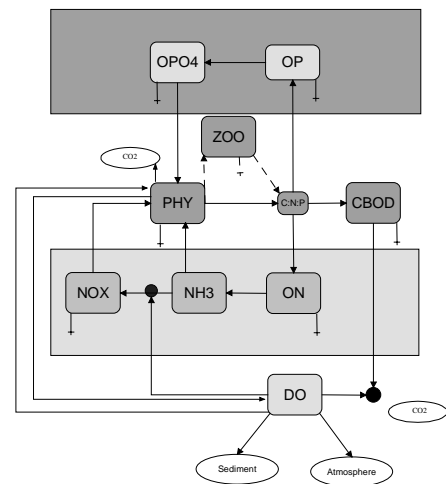 OPO4
OP
ZOO
CO2
PHY
C:N:P
CBOD
NOX
NH3
ON
DO
CO2
Sediment
Atmosphere